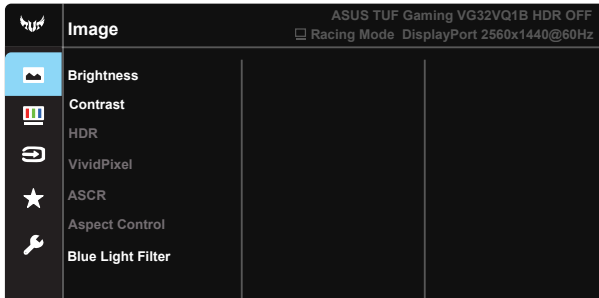 ASUS TUF Gaming VG32VQ1B HDR OFF
Image
Racing Mode DisplayPort 2560x1440@60Hz
Brightness
Contrast
HDR
VividPixel
ASCR
Aspect Control
Blue Light Filter